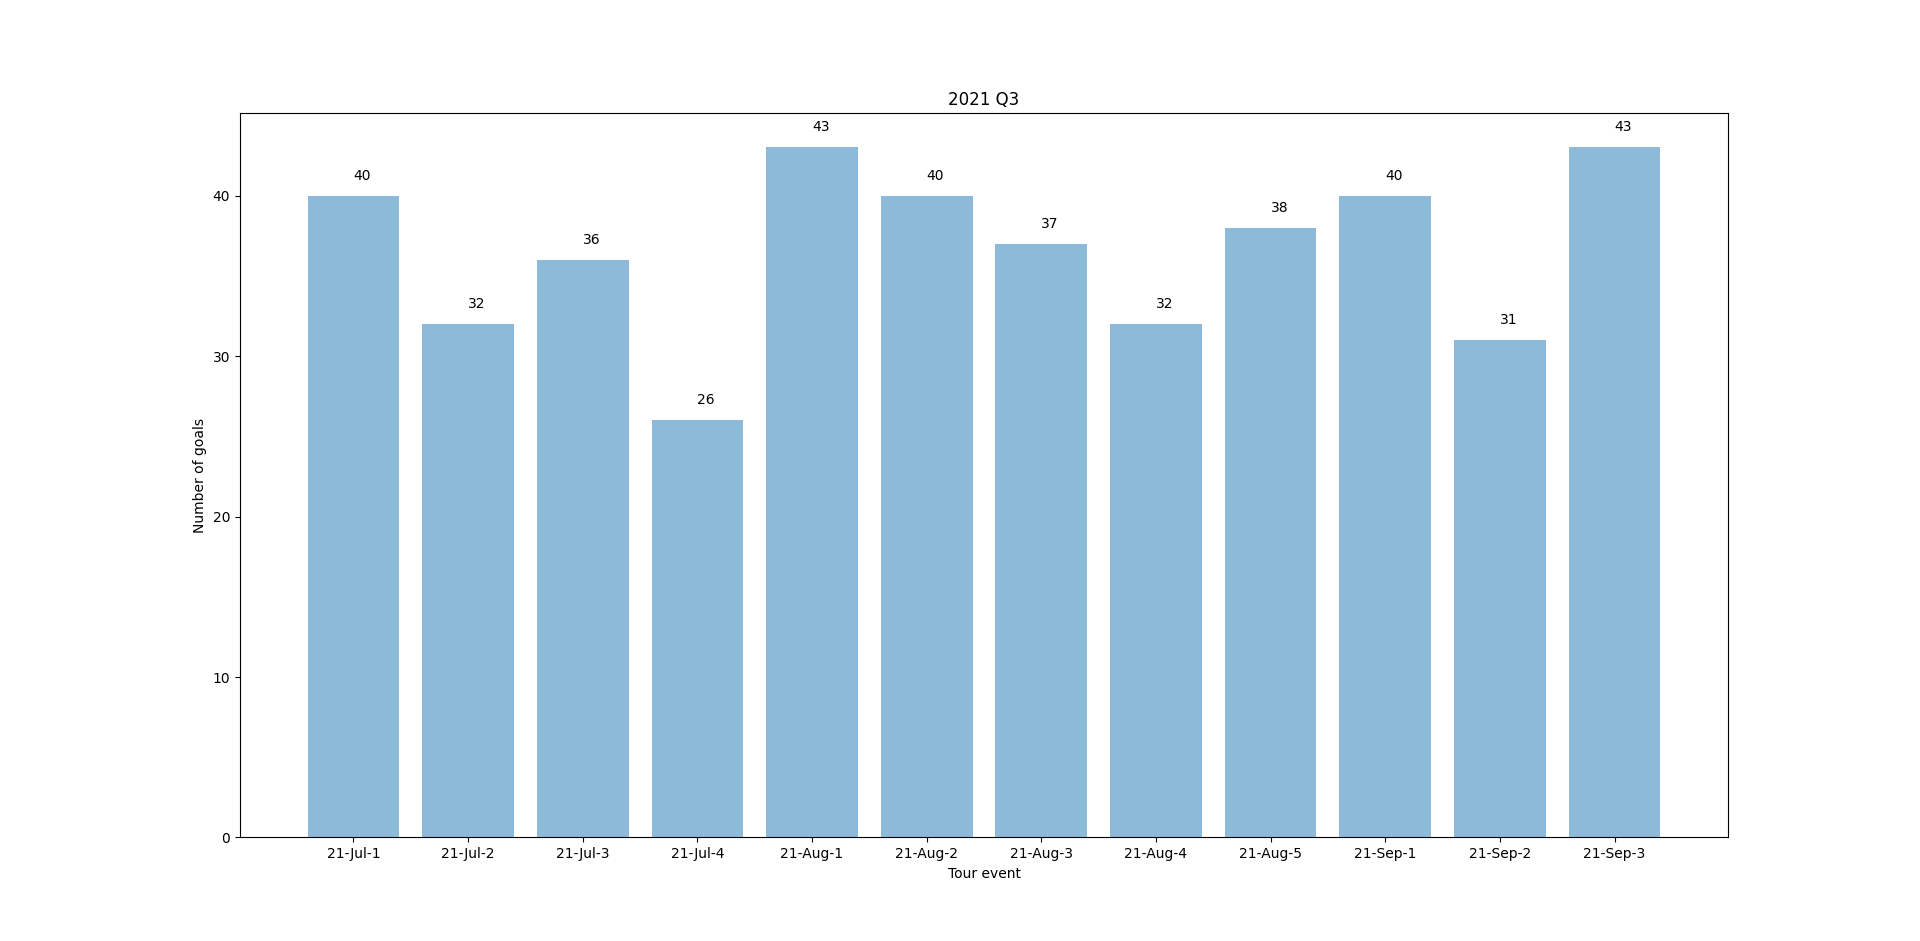 2021 Q3
43 43
40 40 40
38
37
36
32 32
31
26
40
30
20
10
0
Number of goals
21-Jul-1 21-Jul-2 21-Jul-3 21-Jul-4 21-Aug-1 21-Aug-2 21-Aug-3 21-Aug-4 21-Aug-5 21-Sep-1 21-Sep-2 21-Sep-3
Tour event